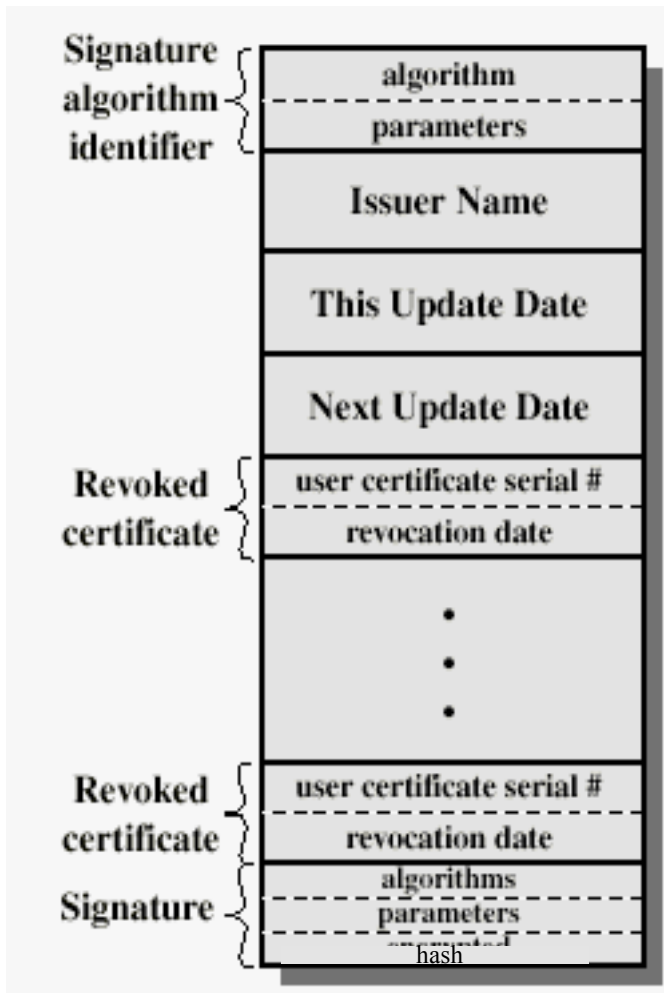 Signature
algorithm
identifier
algorithm
parameters
Issuer Name
This Update Date
Next Update Date
Revoked
certificate
user certificate serial #
revocation date
Revoked
certificate
user certificate serial #
revocation date
Signature
algorithms
parameters
encrypted
hash